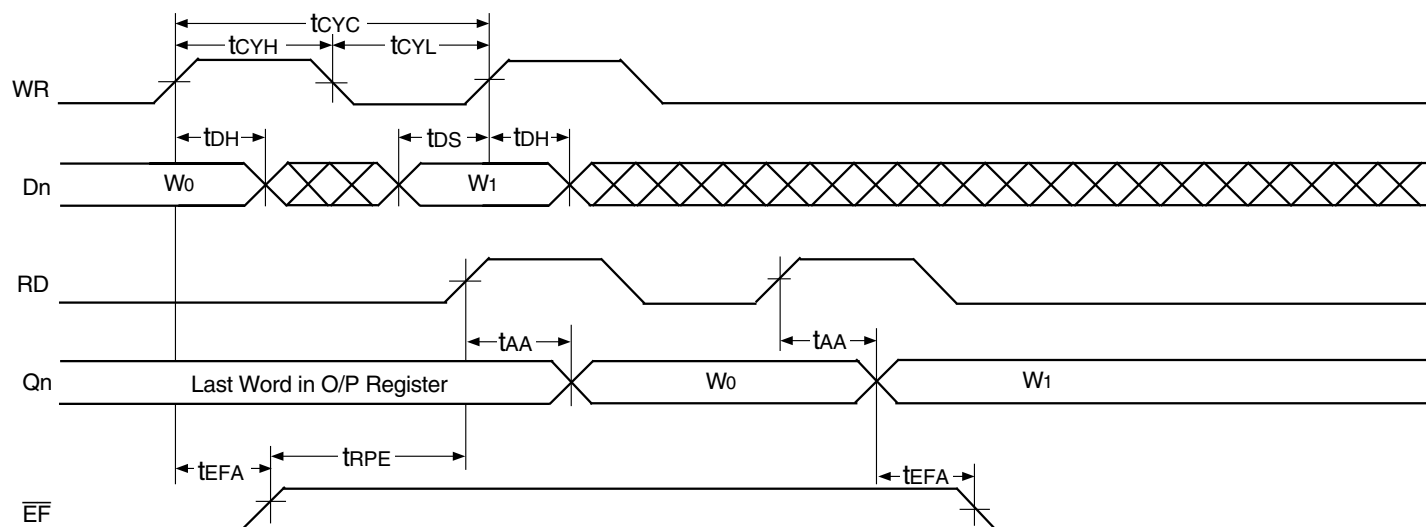 tCYC
tCYH tCYL
WR
tDH tDS tDH
Dn W0 W1
RD
tAA tAA
Qn Last Word in O/P Register W0 W1
tEFA tRPE tEFA
E̅F̅